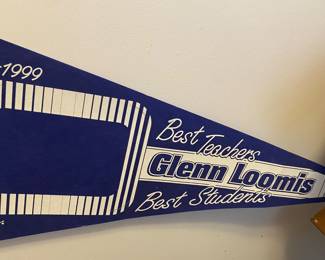 -1999
Best Teachers
Glenn Loomis
Best Students